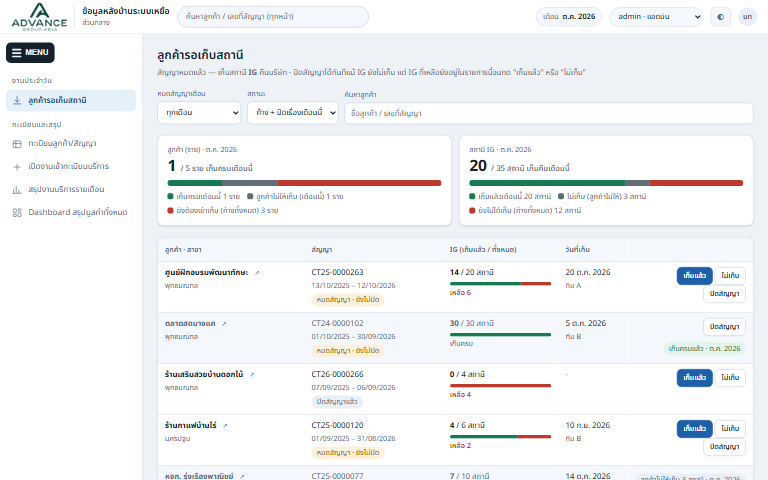 ADVANCE
GROUP ASIA
ข้อมูลหลังบ้านระบบเหยื่อ
ส่วนกลาง
ค้นหาลูกค้า / เลขที่สัญญา (ทุกหน้า)
เดือน ต.ค. 2026
admin · แอดมิน
มก
MENU
งานประจำวัน
ลูกค้ารอเก็บสถานี
ทะเบียนและสรุป
ทะเบียนลูกค้า/สัญญา
เปิดงานเข้าทะเบียนบริการ
สรุปงานบริการรายเดือน
Dashboard สรุปมูลค้าทั้งหมด
ลูกค้ารอเก็บสถานี
สัญญาหมดแล้ว — เก็บสถานี IG คืนบริษัท · ปิดสัญญาได้ทันทีแม้ IG ยังไม่เก็บ แต่ IG ที่เหลือยังอยู่ในรายการนี้จนกด "เก็บแล้ว" หรือ "ไม่เก็บ"
หมดสัญญาเดือน
สถานะ
ค้นหาลูกค้า
ทุกเดือน
ค้าง + ปิดเรื่องเดือนนี้
ชื่อลูกค้า / เลขที่สัญญา
ลูกค้า (ราย) · ต.ค. 2026
1 / 5 ราย เก็บครบเดือนนี้
เก็บครบเดือนนี้ 1 ราย
ลูกค้าไม่ให้เก็บ (เดือนนี้) 1 ราย
ยังต้องเข้าเก็บ (ค้างทั้งหมด) 3 ราย
สถานี IG · ต.ค. 2026
20 / 35 สถานี เก็บคืนเดือนนี้
เก็บแล้วเดือนนี้ 20 สถานี
ไม่เก็บ (ลูกค้าไม่ให้) 3 สถานี
ยังไม่ได้เก็บ (ค้างทั้งหมด) 12 สถานี
ลูกค้า · สาขา
สัญญา
IG (เก็บแล้ว / ทั้งหมด)
วันที่เก็บ
ศูนย์ฝึกอบรมพัฒนาทักษะ ↗
พุทธมณฑล
CT25-0000263
13/10/2025 – 12/10/2026
หมดสัญญา · ยังไม่ปิด
14 / 20 สถานี
เหลือ 6
20 ต.ค. 2026
ทีม A
เก็บแล้ว
ไม่เก็บ
ปิดสัญญา
ตลาดสดบางแค ↗
พุทธมณฑล
CT24-0000102
01/10/2025 – 30/09/2026
หมดสัญญา · ยังไม่ปิด
30 / 30 สถานี
เก็บครบ
5 ต.ค. 2026
ทีม B
ปิดสัญญา
เก็บครบแล้ว · ต.ค. 2026
ร้านเสริมสวยบ้านดอกไม้ ↗
พุทธมณฑล
CT26-0000266
07/09/2025 – 06/09/2026
ปิดสัญญาแล้ว
0 / 4 สถานี
เหลือ 4
-
เก็บแล้ว
ไม่เก็บ
ร้านกาแฟบ้านไร่ ↗
นครปฐม
CT25-0000120
01/09/2025 – 31/08/2026
หมดสัญญา · ยังไม่ปิด
4 / 6 สถานี
เหลือ 2
10 ก.ย. 2026
ทีม B
เก็บแล้ว
ไม่เก็บ
ปิดสัญญา
หจก. รุ่งเรืองพาณิชย์ ↗
CT25-0000077
7 / 10 สถานี
14 ต.ค. 2026
ลูกค้าไม่ให้เก็บ 3 สถานี · ต.ค. 2026